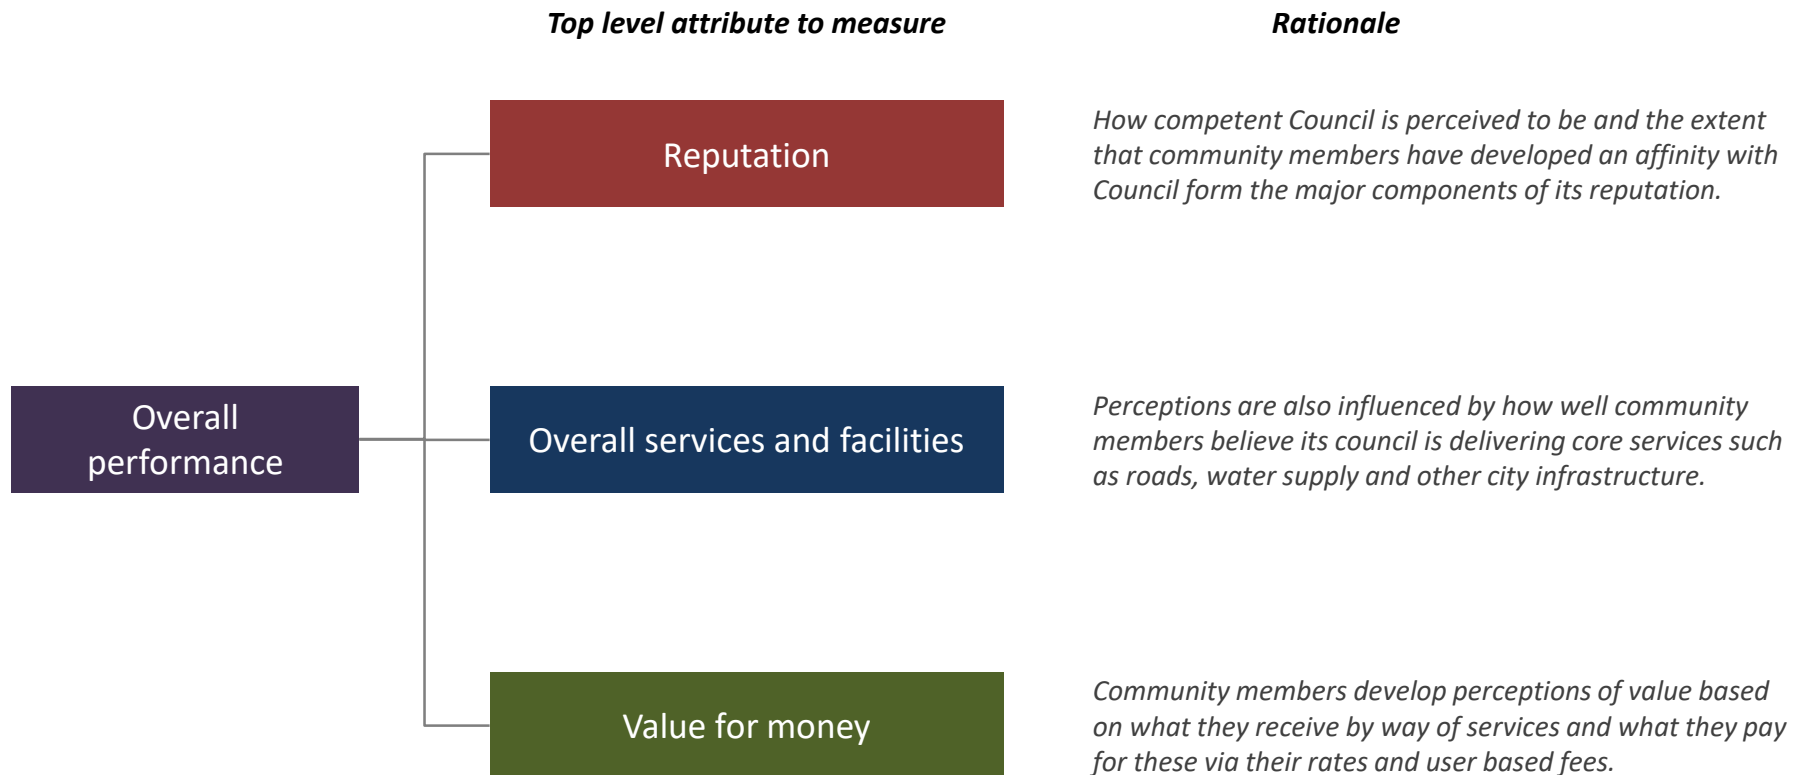 Top level attribute to measure
Rationale
Reputation
How competent Council is perceived to be and the extent
that community members have developed an affinity with
Council form the major components of its reputation.
Overall
performance
Overall services and facilities
Perceptions are also influenced by how well community
members believe its council is delivering core services such
as roads, water supply and other city infrastructure.
Value for money
Community members develop perceptions of value based
on what they receive by way of services and what they pay
for these via their rates and user based fees.